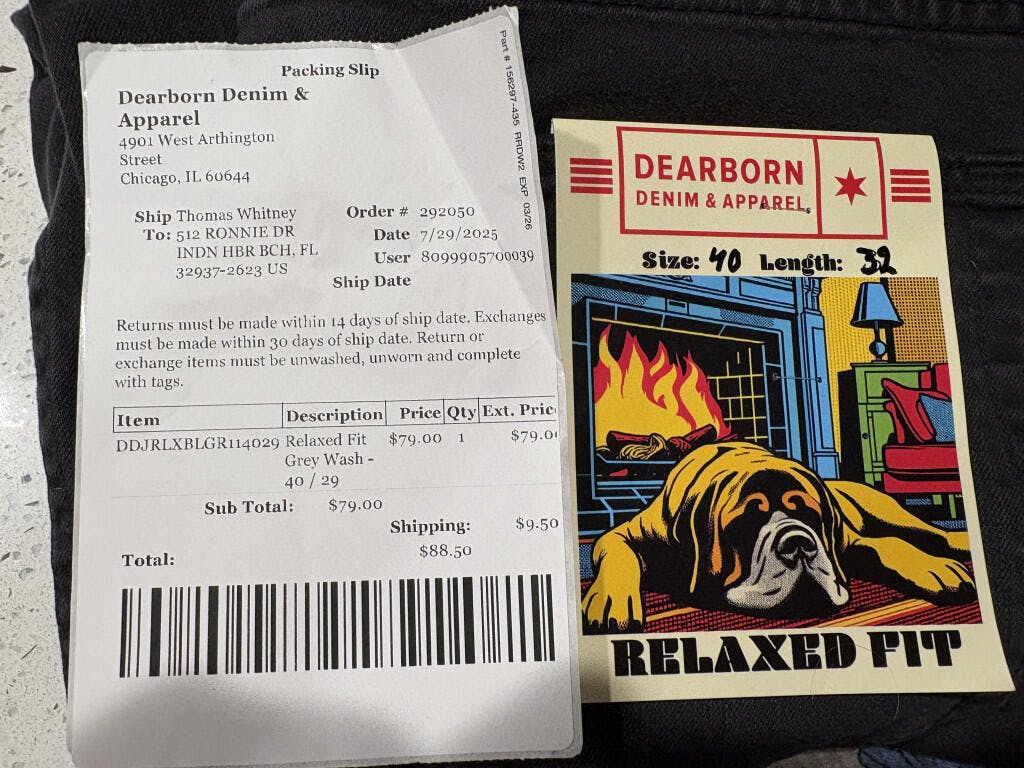 Packing Slip
Dearborn Denim &
Apparel
4901 West Arthington
Street
Chicago, IL 60644
Ship Thomas Whitney
To: 512 RONNIE DR
INDN HBR BCH, FL
32937-2623 US
Order # 292050
Date 7/29/2025
User 8099905700039
Ship Date
Returns must be made within 14 days of ship date. Exchanges
must be made within 30 days of ship date. Return or
exchange items must be unwashed, unworn and complete
with tags.
Item Description Price Qty Ext. Pric
DDJRLXBLGR114029 Relaxed Fit $79.00 1 $79.0
Grey Wash -
40 / 29
Sub Total: $79.00
Shipping: $9.50
Total: $88.50
Part # 156297-435 RRDW2 EXP 03/26
DEARBORN
DENIM & APPAREL
Size: 40 Length: 32
RELAXED FIT